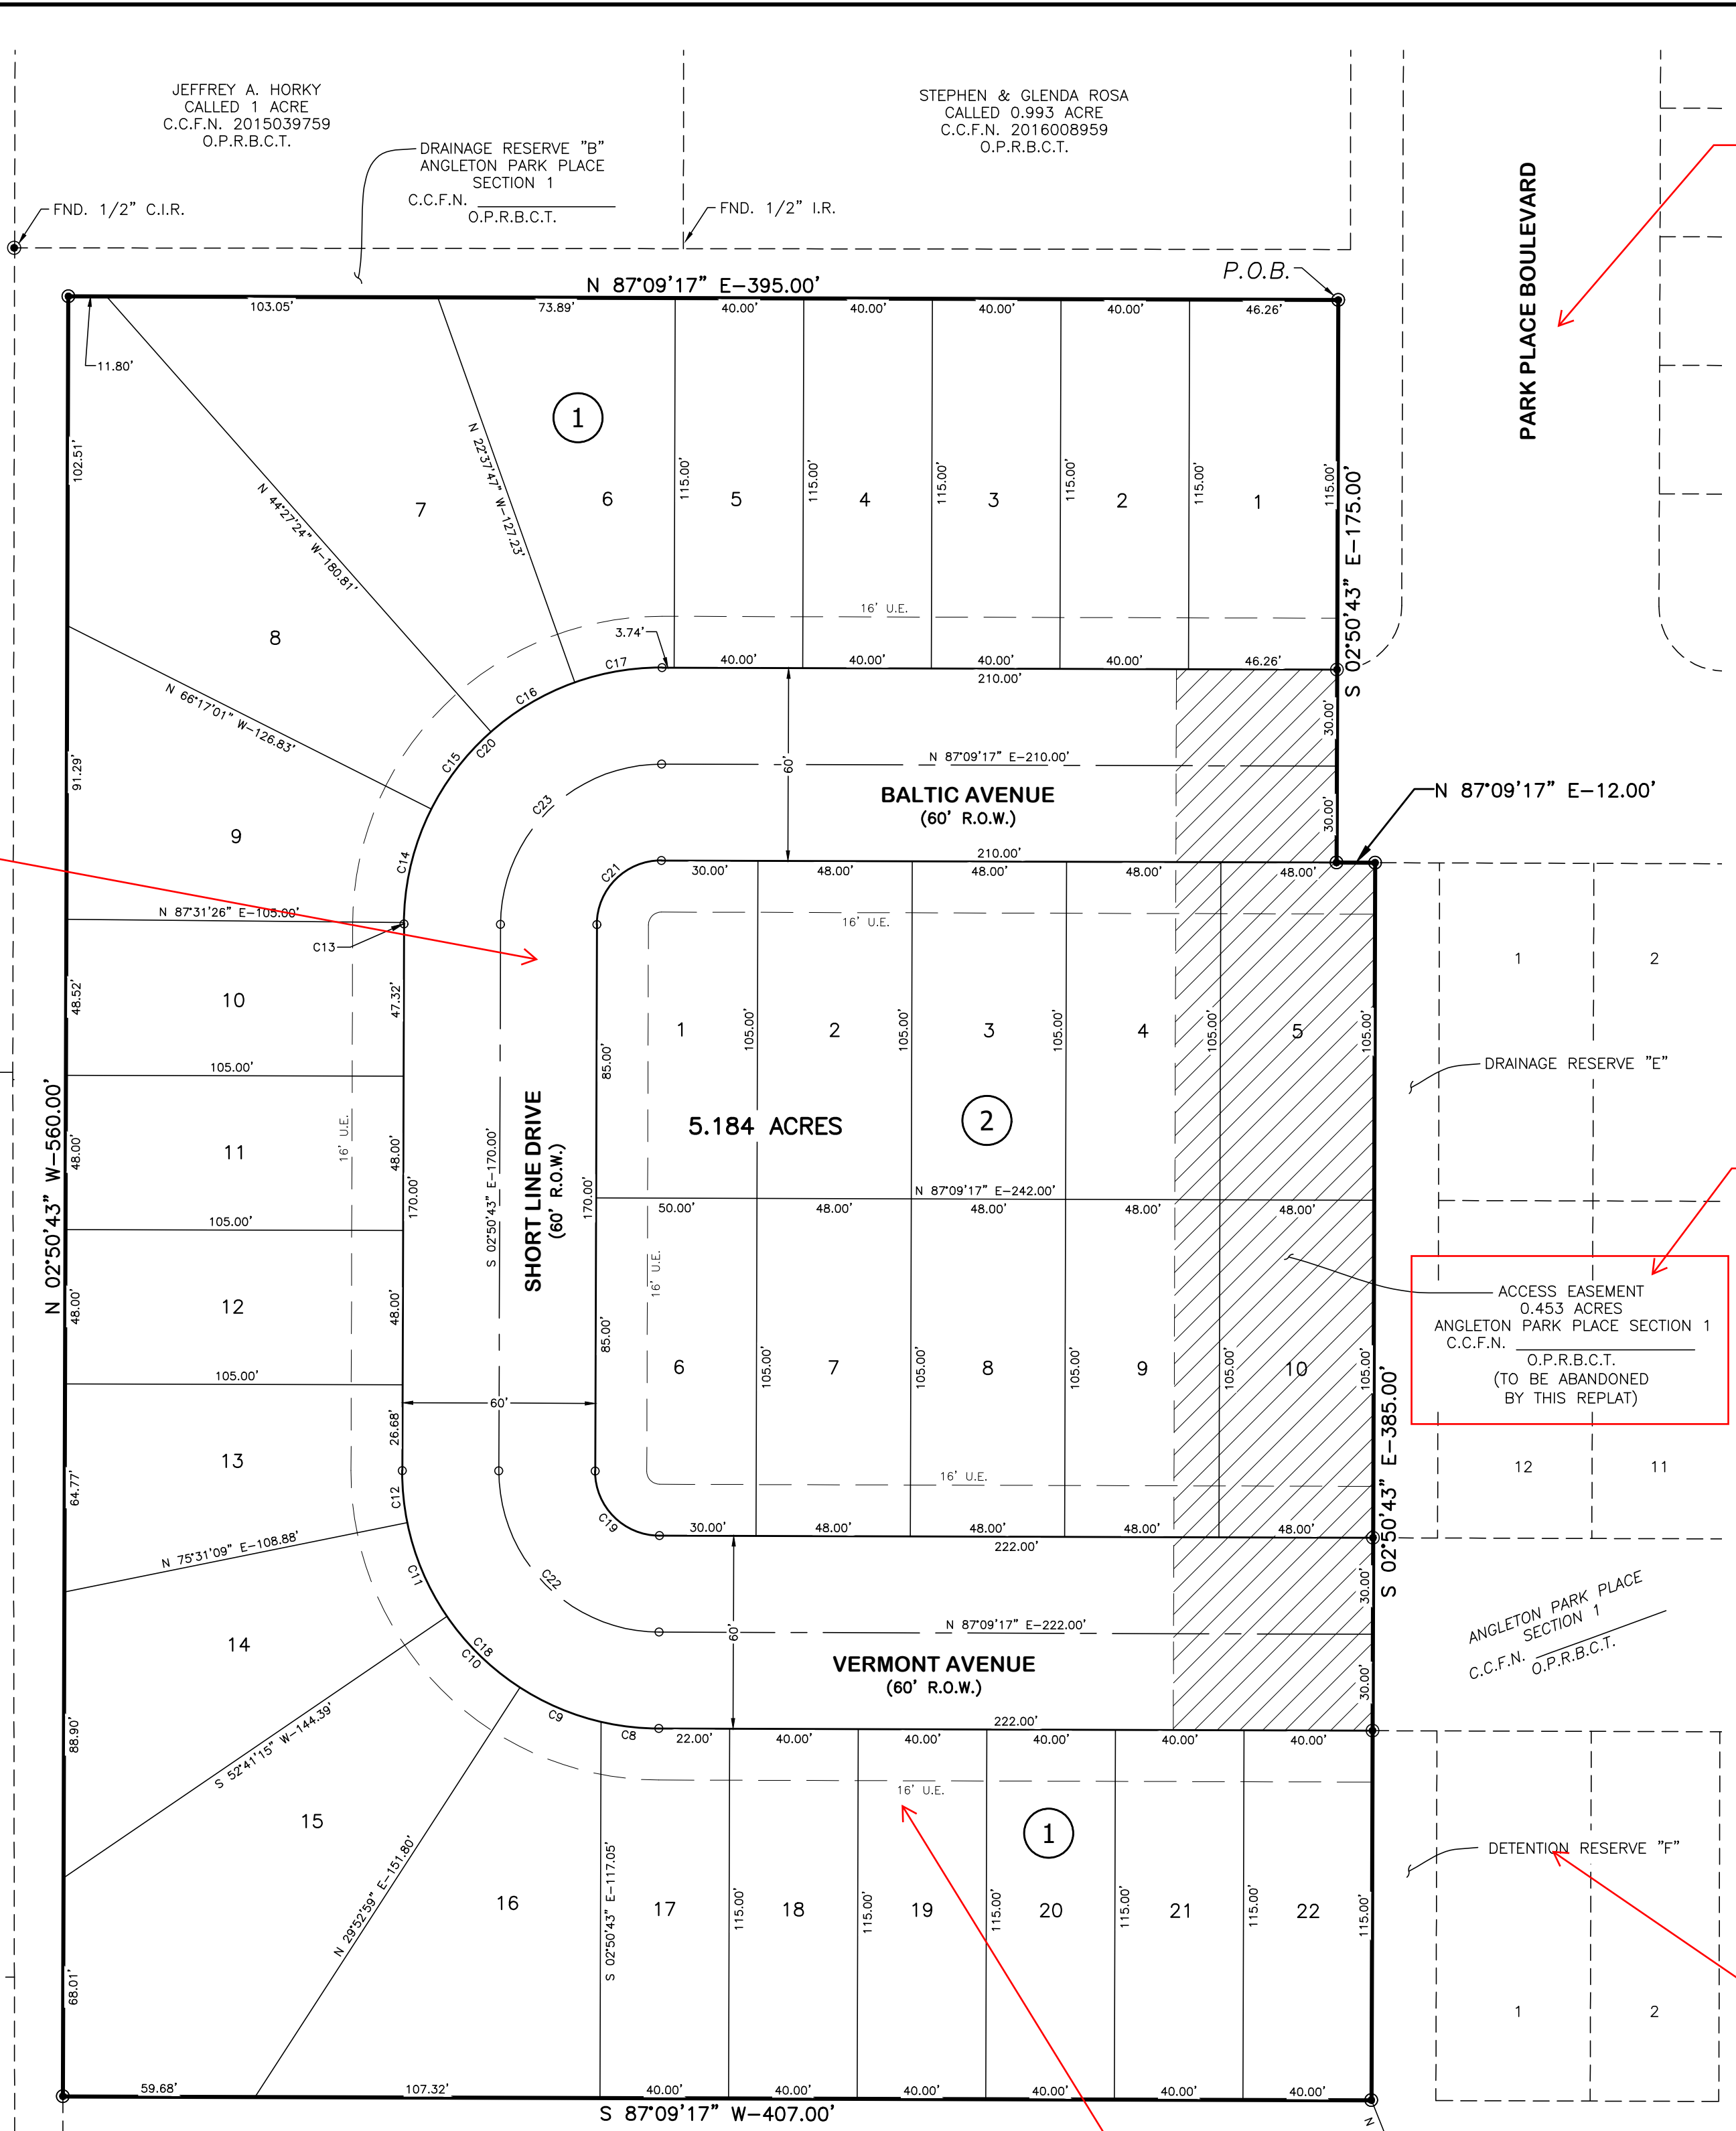 JEFFREY A. HORKY
CALLED 1 ACRE
C.C.F.N. 2015039759
O.P.R.B.C.T.
DRAINAGE RESERVE "B"
ANGLETON PARK PLACE
SECTION 1
C.C.F.N.
O.P.R.B.C.T.
STEPHEN & GLENDA ROSA
CALLED 0.993 ACRE
C.C.F.N. 2016008959
O.P.R.B.C.T.
FND. 1/2" C.I.R.
FND. 1/2" I.R.
PARK PLACE BOULEVARD
P.O.B.
N 87°09'17" E-395.00'
103.05'
73.89'
40.00'
40.00'
40.00'
40.00'
46.26'
11.80'
102.51'
N 44°27'24" W-180.81'
7
N 22°37'47" W-127.23'
1
6
115.00'
5
115.00'
4
115.00'
3
115.00'
2
115.00'
1
115.00'
S 02°50'43" E-175.00'
8
16' U.E.
3.74'
C17
40.00'
40.00'
40.00'
40.00'
46.26'
210.00'
N 66°17'01" W-126.83'
C16
C20
C15
C14
91.29'
9
60'
N 87°09'17" E-210.00'
30.00'
BALTIC AVENUE
(60' R.O.W.)
30.00'
N 87°09'17" E-12.00'
C23
C21
210.00'
30.00'
48.00'
48.00'
48.00'
48.00'
16' U.E.
N 87°31'26" E-105.00'
C13
48.52'
10
47.32'
105.00'
1
105.00'
2
105.00'
3
105.00'
4
105.00'
5
105.00'
85.00'
1
2
DRAINAGE RESERVE "E"
N 02°50'43" W-560.00'
48.00'
11
16' U.E.
48.00'
105.00'
170.00'
S 02°50'43" E-170.00'
SHORT LINE DRIVE
(60' R.O.W.)
170.00'
5.184 ACRES
2
N 87°09'17" E-242.00'
50.00'
48.00'
48.00'
48.00'
48.00'
48.00'
12
48.00'
105.00'
16' U.E.
85.00'
6
105.00'
7
105.00'
8
105.00'
9
105.00'
10
105.00'
ACCESS EASEMENT
0.453 ACRES
ANGLETON PARK PLACE SECTION 1
C.C.F.N.
O.P.R.B.C.T.
(TO BE ABANDONED
BY THIS REPLAT)
60'
26.68'
64.77'
13
C12
16' U.E.
S 02°50'43" E-385.00'
12
11
C19
30.00'
48.00'
48.00'
48.00'
48.00'
222.00'
N 75°31'09" E-108.88'
C11
C22
30.00'
14
60'
N 87°09'17" E-222.00'
VERMONT AVENUE
(60' R.O.W.)
30.00'
ANGLETON PARK PLACE
SECTION 1
C.C.F.N.
O.P.R.B.C.T.
C18
C10
C9
C8
88.90'
S 52°41'15" W-144.39'
222.00'
22.00'
40.00'
40.00'
40.00'
40.00'
40.00'
16' U.E.
15
1
DETENTION RESERVE "F"
N 29°52'59" E-151.80'
16
S 02°50'43" E-117.05'
17
115.00'
18
115.00'
19
115.00'
20
115.00'
21
115.00'
22
115.00'
68.01'
1
2
59.68'
107.32'
40.00'
40.00'
40.00'
40.00'
40.00'
40.00'
S 87°09'17" W-407.00'
N